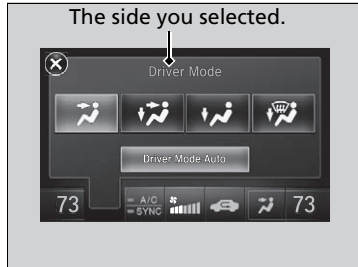 The side you selected.
Driver Mode
Driver Mode Auto
73
A/C
SYNC
73